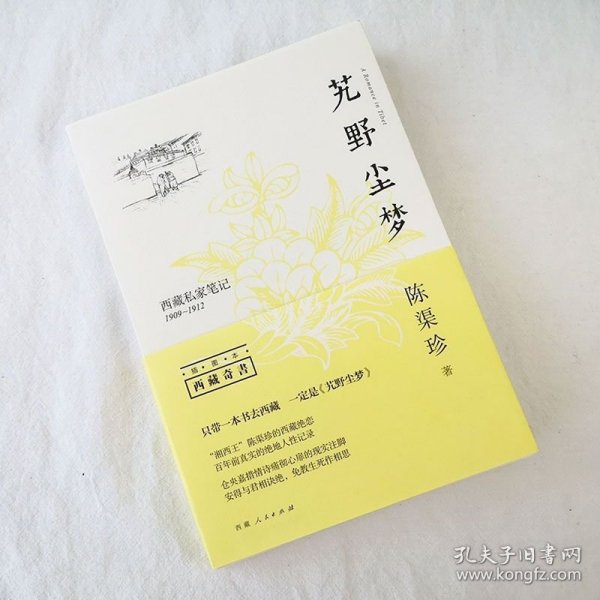 艽野尘梦
A Romance in Tibet
西藏私家笔记
1909~1912
陈渠珍 著
插·图·本
西藏奇書
只带一本书去西藏 一定是《艽野尘梦》
“湘西王”陈渠珍的西藏绝恋
百年前真实的绝地人性记录
仓央嘉措情诗痛彻心扉的现实注脚
安得与君相诀绝,免教生死作相思
西藏人民出版社
孔夫子旧书网
www.kongfz.com